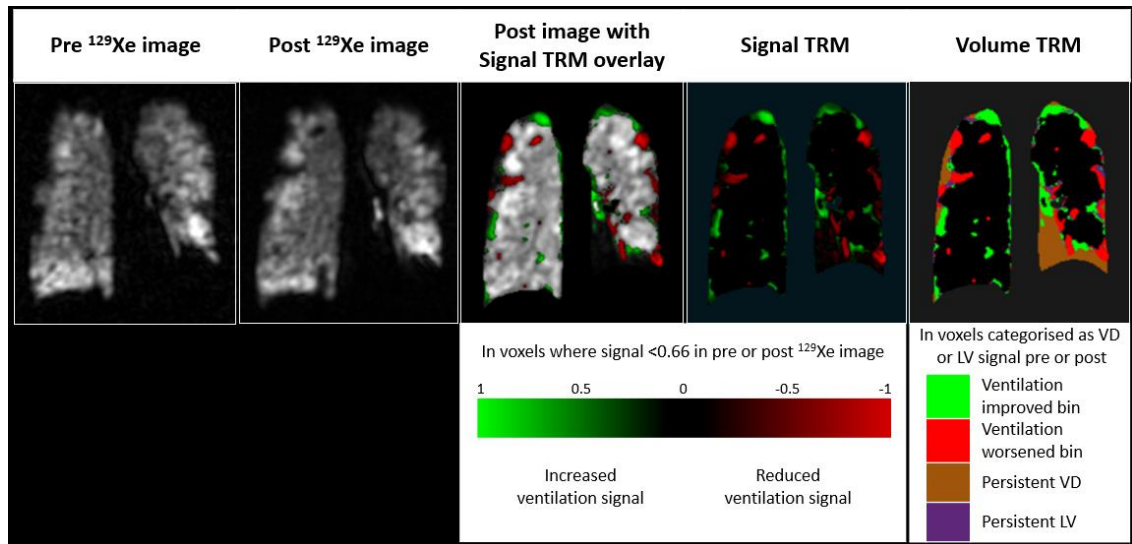 Pre ¹²⁹Xe image
Post ¹²⁹Xe image
Post image with
Signal TRM overlay
Signal TRM
Volume TRM
In voxels where signal <0.66 in pre or post ¹²⁹Xe image
1 0.5 0 -0.5 -1
Increased
ventilation signal
Reduced
ventilation signal
In voxels categorised as VD
or LV signal pre or post
Ventilation
improved bin
Ventilation
worsened bin
Persistent VD
Persistent LV